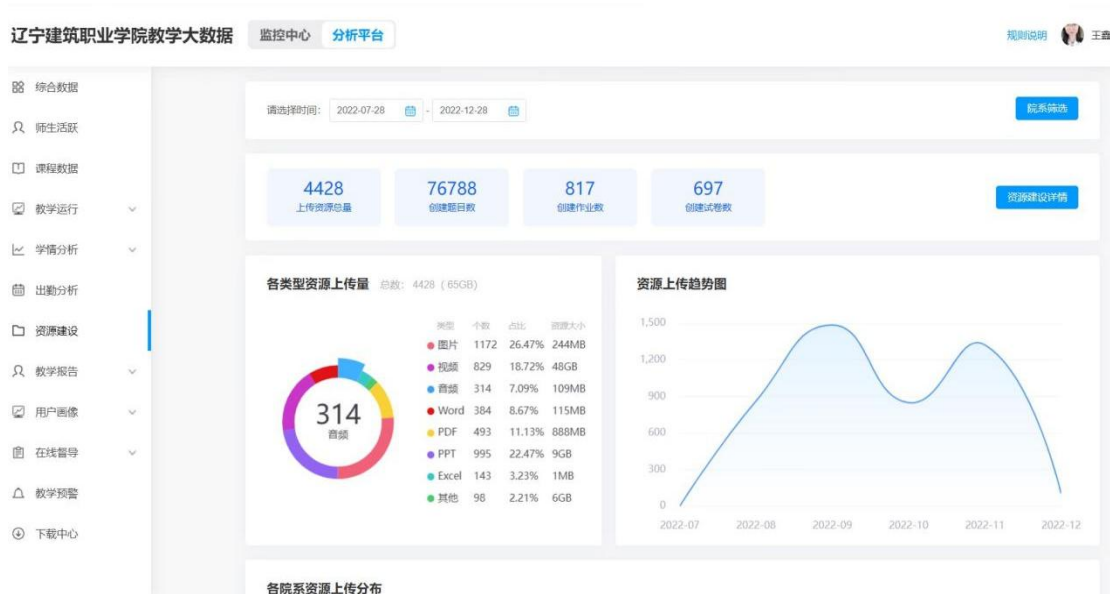 辽宁建筑职业学院教学大数据 监控中心 分析平台 规则说明 王鑫
综合数据
师生活跃
课程数据
教学运行
学情分析
出勤分析
资源建设
教学报告
用户画像
在线督导
教学预警
下载中心
请选择时间: 2022-07-28 - 2022-12-28 院系筛选
4428 76788 817 697
上传资源总量 创建题目数 创建作业数 创建试卷数
资源建设详情
各类型资源上传量 总数: 4428 ( 65GB)
类型 个数 占比 资源大小
图片 1172 26.47% 244MB
视频 829 18.72% 48GB
音频 314 7.09% 109MB
Word 384 8.67% 115MB
PDF 493 11.13% 888MB
PPT 995 22.47% 9GB
Excel 143 3.23% 1MB
其他 98 2.21% 6GB
314
音频
资源上传趋势图
1,500
1,200
900
600
300
0
2022-07 2022-08 2022-09 2022-10 2022-11 2022-12
各院系资源上传分布